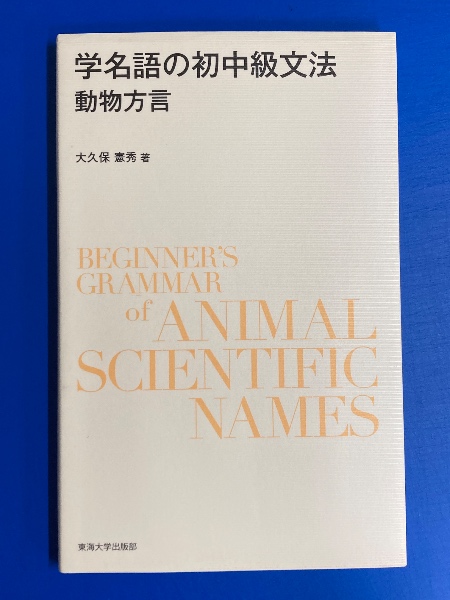 学名語の初中級文法
動物方言
大久保 憲秀 著
BEGINNER'S
GRAMMAR
of ANIMAL
SCIENTIFIC
NAMES
東海大学出版部